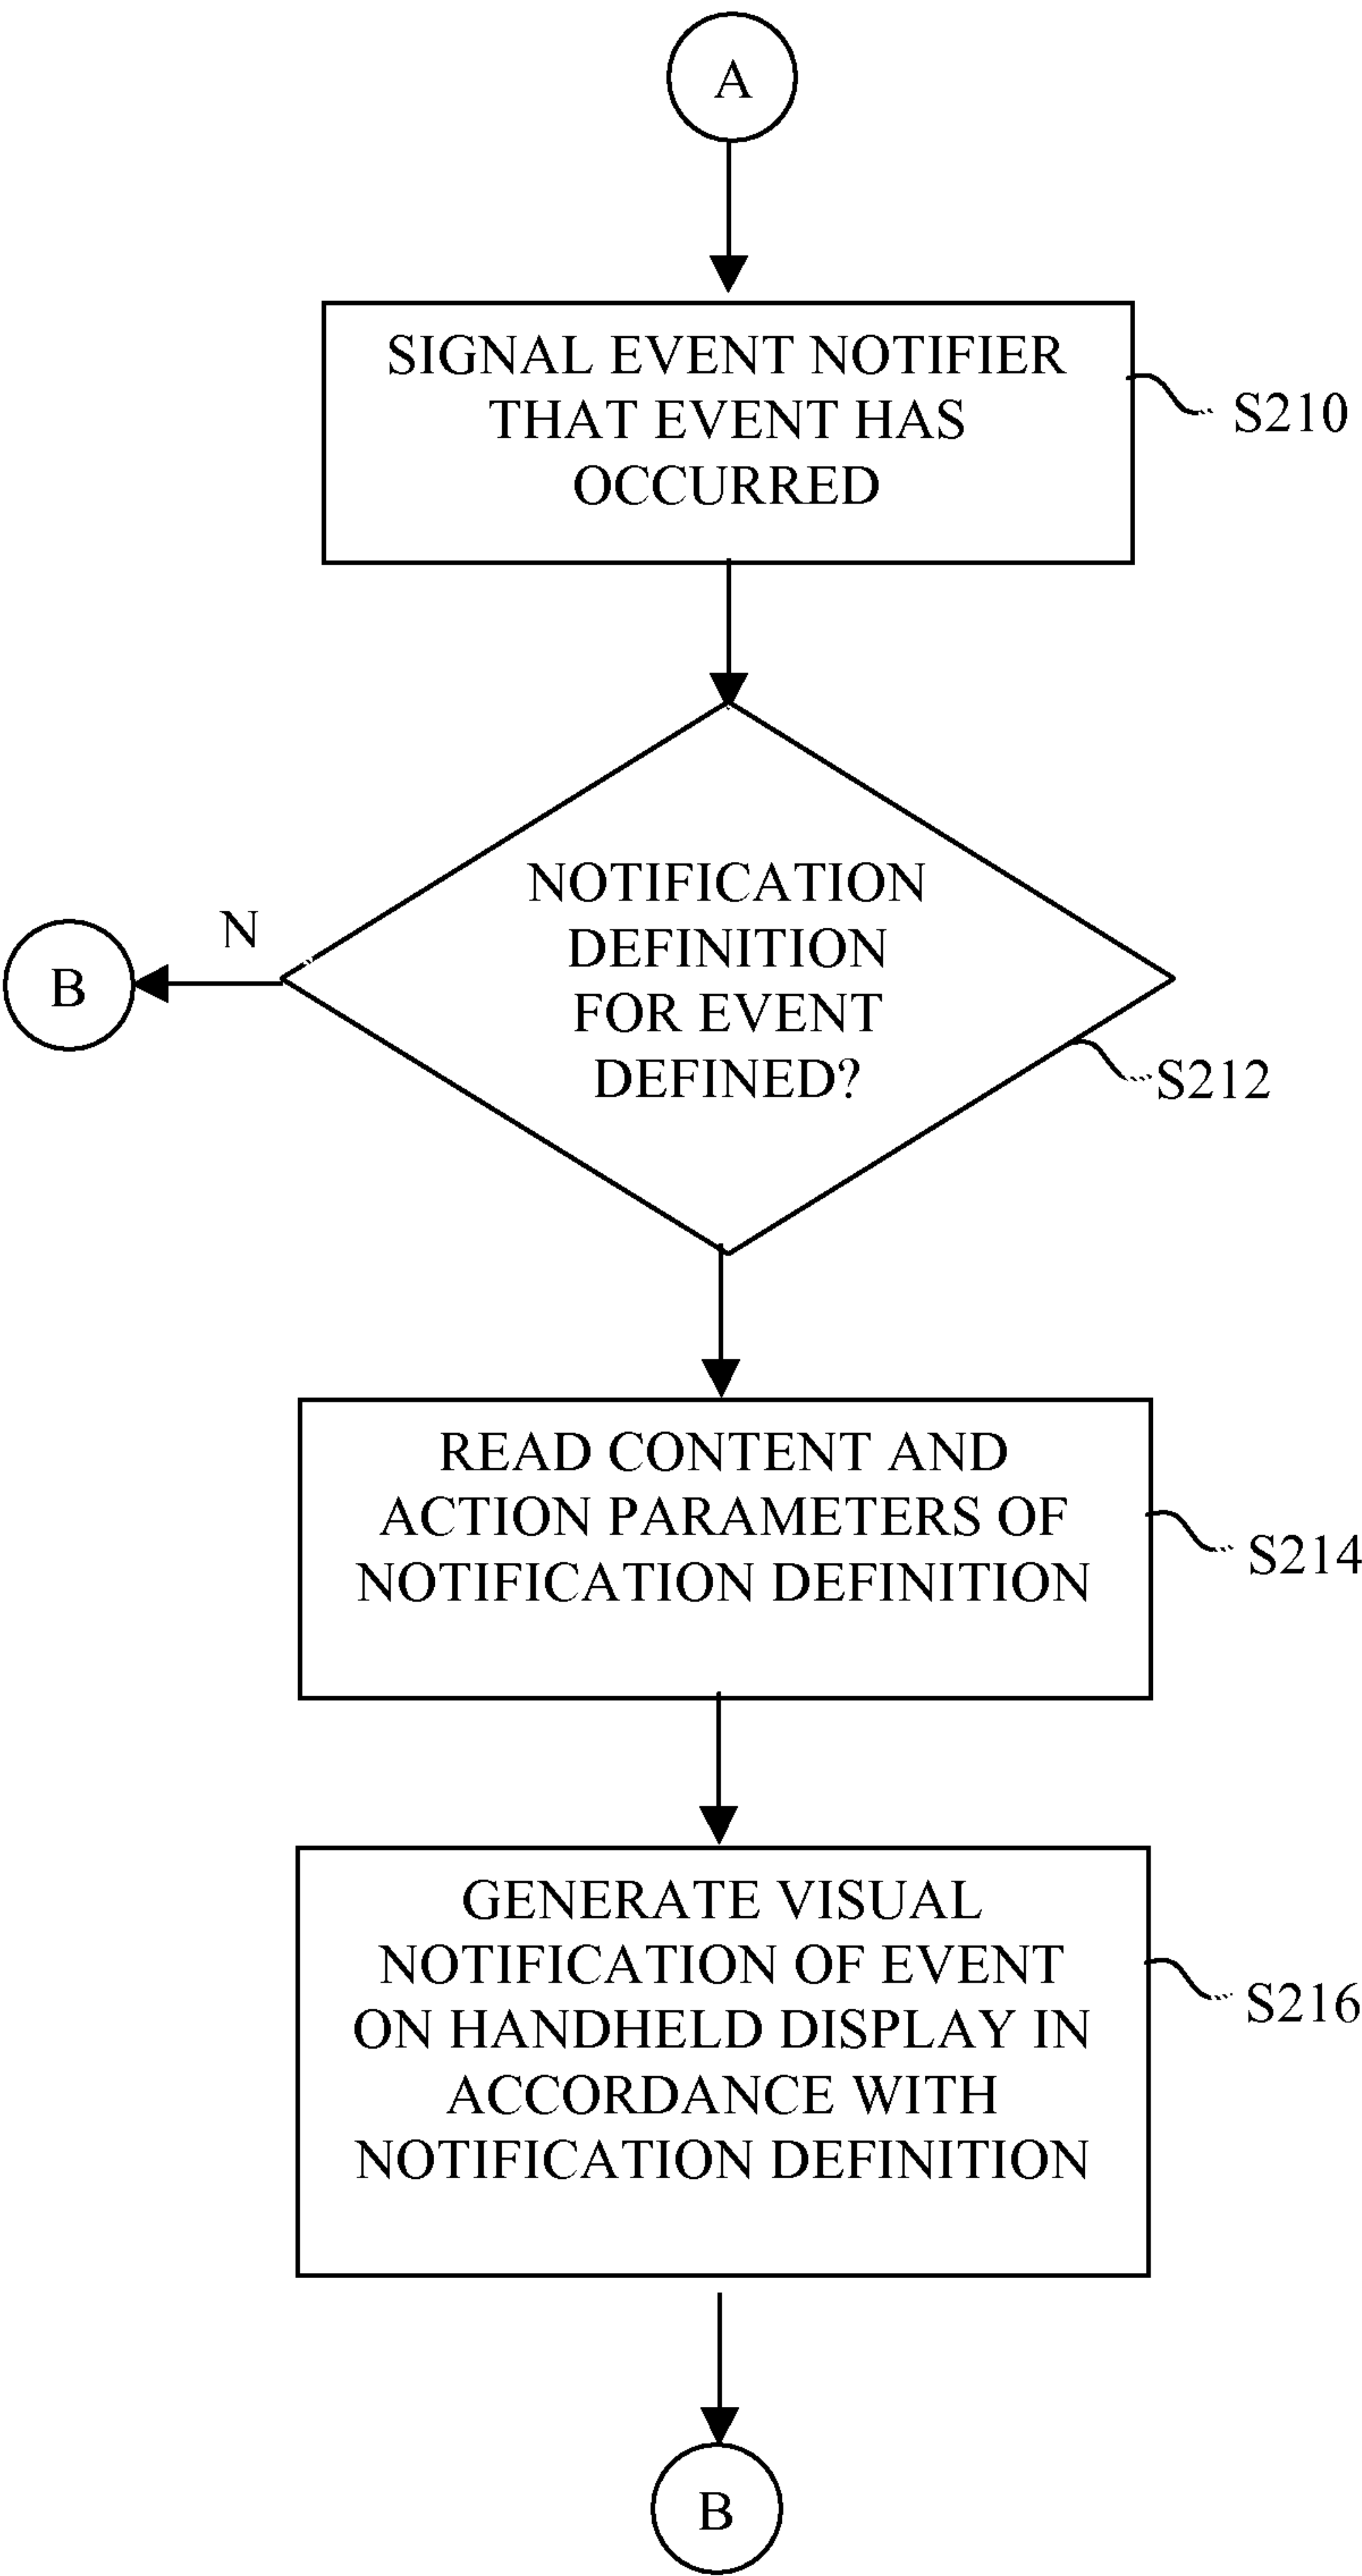 A
SIGNAL EVENT NOTIFIER
THAT EVENT HAS
OCCURRED
S210
NOTIFICATION
DEFINITION
FOR EVENT
DEFINED?
N
B
S212
READ CONTENT AND
ACTION PARAMETERS OF
NOTIFICATION DEFINITION
S214
GENERATE VISUAL
NOTIFICATION OF EVENT
ON HANDHELD DISPLAY IN
ACCORDANCE WITH
NOTIFICATION DEFINITION
S216
B